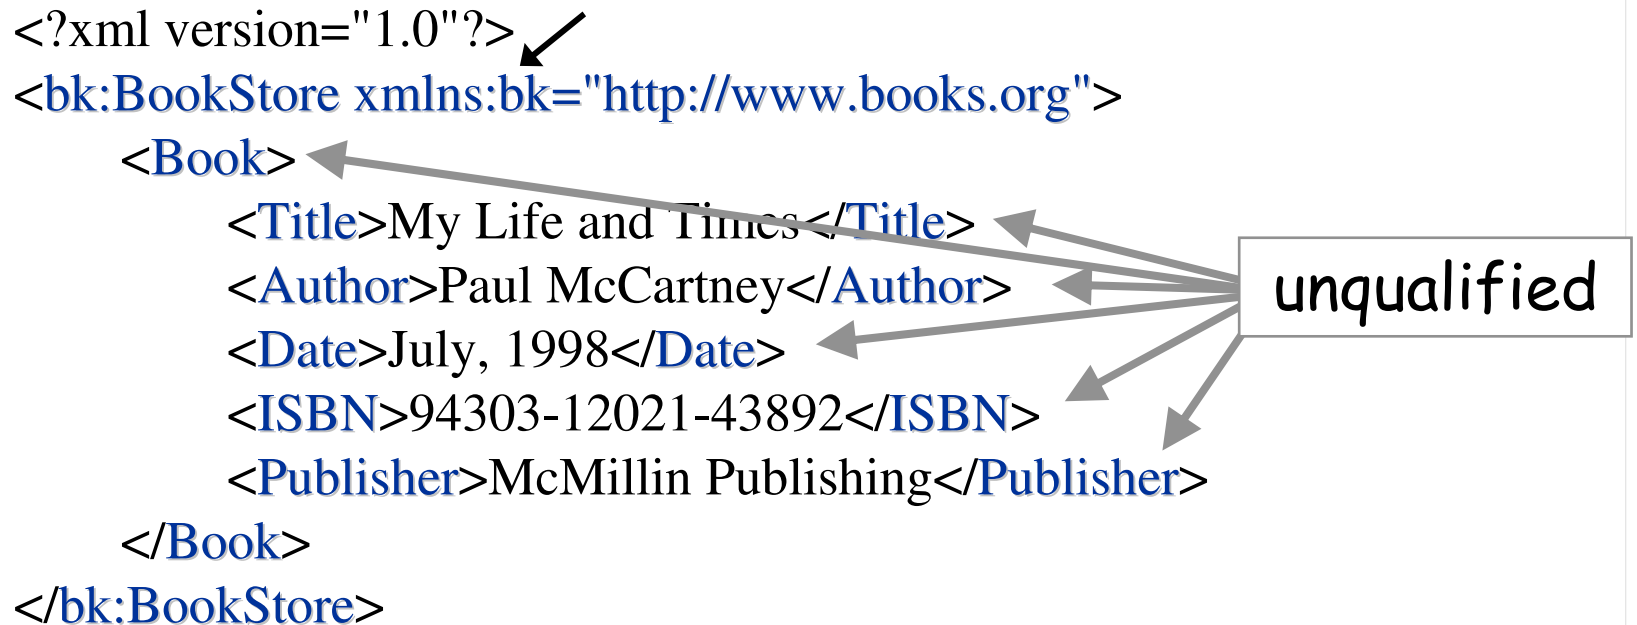 <?xml version="1.0"?>
<bk:BookStore xmlns:bk="http://www.books.org">
<Book>
<Title>My Life and Times</Title>
<Author>Paul McCartney</Author>
<Date>July, 1998</Date>
<ISBN>94303-12021-43892</ISBN>
<Publisher>McMillin Publishing</Publisher>
</Book>
</bk:BookStore>
unqualified